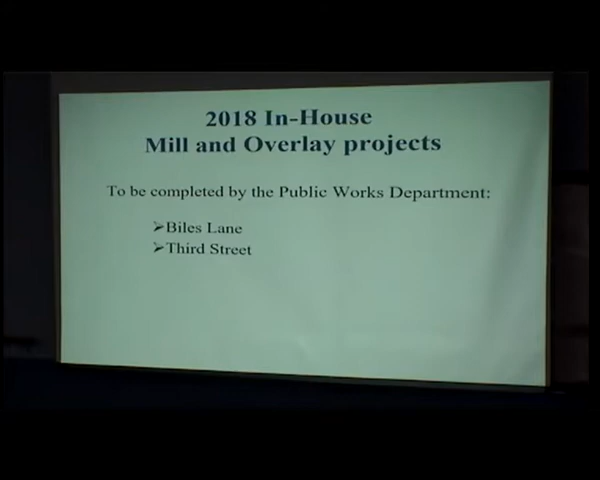 2018 In-House
Mill and Overlay projects
To be completed by the Public Works Department:
➢Biles Lane
➢Third Street